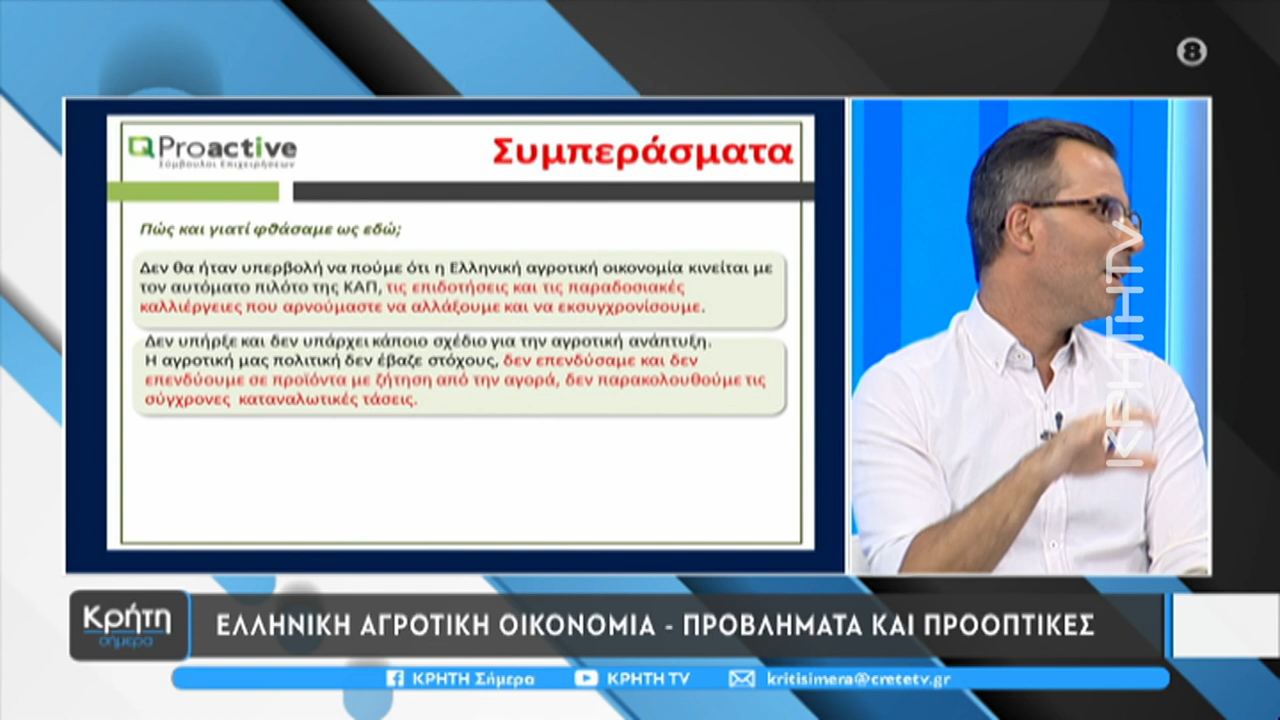 8
Proactive
Σύμβουλοι Επιχειρήσεων
Συμπεράσματα
Πώς και γιατί φθάσαμε ως εδώ;
Δεν θα ήταν υπερβολή να πούμε ότι η Ελληνική αγροτική οικονομία κινείται με
τον αυτόματο πιλότο της ΚΑΠ, τις επιδοτήσεις και τις παραδοσιακές
καλλιέργειες που αρνούμαστε να αλλάξουμε και να εκσυγχρονίσουμε.
Δεν υπήρξε και δεν υπάρχει κάποιο σχέδιο για την αγροτική ανάπτυξη.
Η αγροτική μας πολιτική δεν έβαζε στόχους, δεν επενδύσαμε και δεν
επενδύουμε σε προϊόντα με ζήτηση από την αγορά, δεν παρακολουθούμε τις
σύγχρονες καταναλωτικές τάσεις.
ΚΡΗΤΗ TV
Κρήτη
σήμερα
ΕΛΛΗΝΙΚΗ ΑΓΡΟΤΙΚΗ ΟΙΚΟΝΟΜΙΑ - ΠΡΟΒΛΗΜΑΤΑ ΚΑΙ ΠΡΟΟΠΤΙΚΕΣ
ΚΡΗΤΗ Σήμερα
ΚΡΗΤΗ TV
kritisimera@cretetv.gr